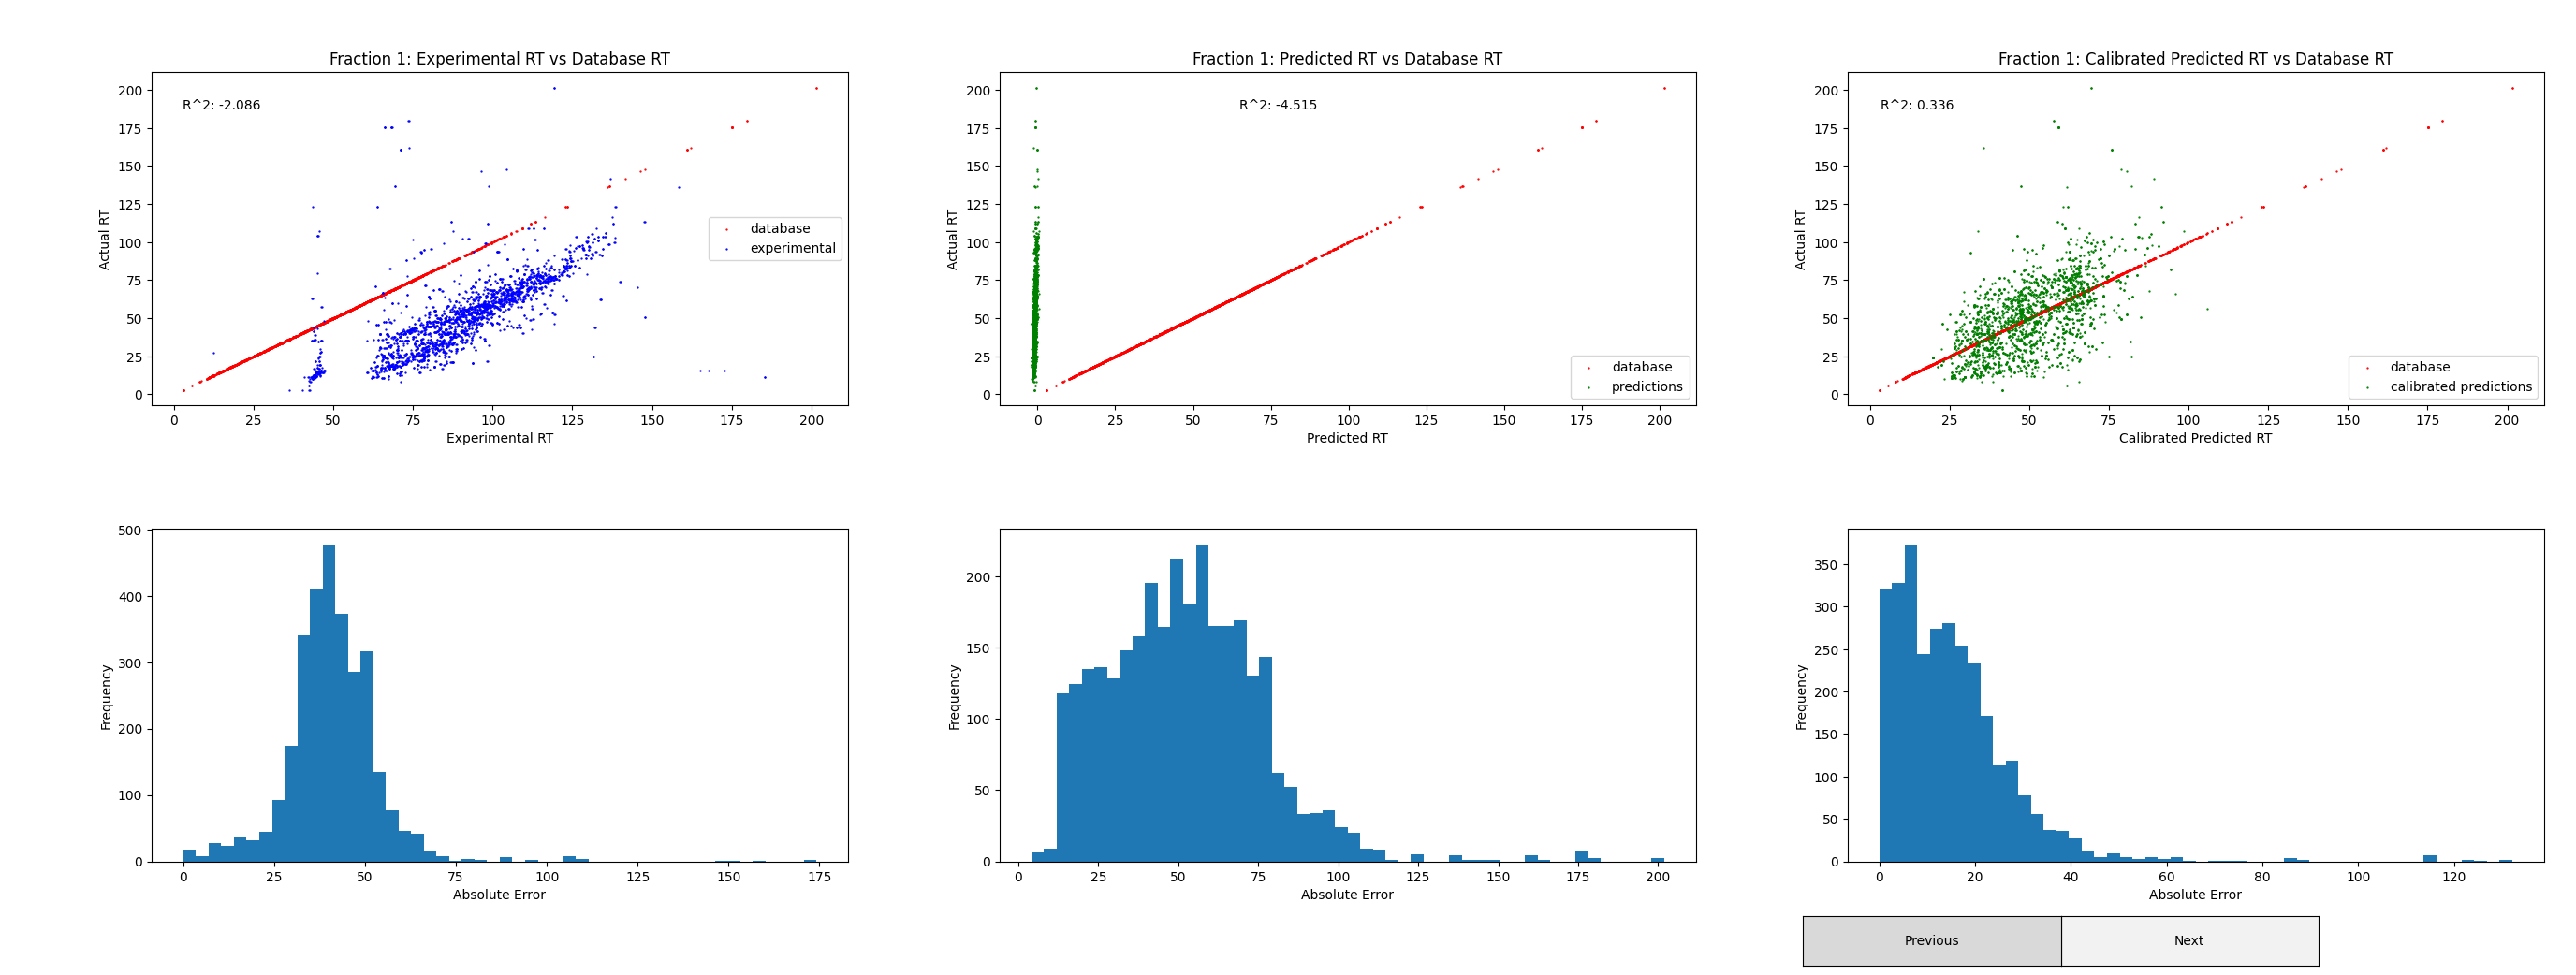 Fraction 1: Experimental RT vs Database RT
R^2: -2.086
200
175
150
125
100
75
50
25
0
Actual RT
database
experimental
0 25 50 75 100 125 150 175 200
Experimental RT
Fraction 1: Predicted RT vs Database RT
R^2: -4.515
200
175
150
125
100
75
50
25
0
Actual RT
database
predictions
0 25 50 75 100 125 150 175 200
Predicted RT
Fraction 1: Calibrated Predicted RT vs Database RT
R^2: 0.336
200
175
150
125
100
75
50
25
0
Actual RT
database
calibrated predictions
0 25 50 75 100 125 150 175 200
Calibrated Predicted RT
500
400
300
200
100
0
Frequency
0 25 50 75 100 125 150 175
Absolute Error
200
150
100
50
0
Frequency
0 25 50 75 100 125 150 175 200
Absolute Error
350
300
250
200
150
100
50
0
Frequency
0 20 40 60 80 100 120
Absolute Error
Previous
Next